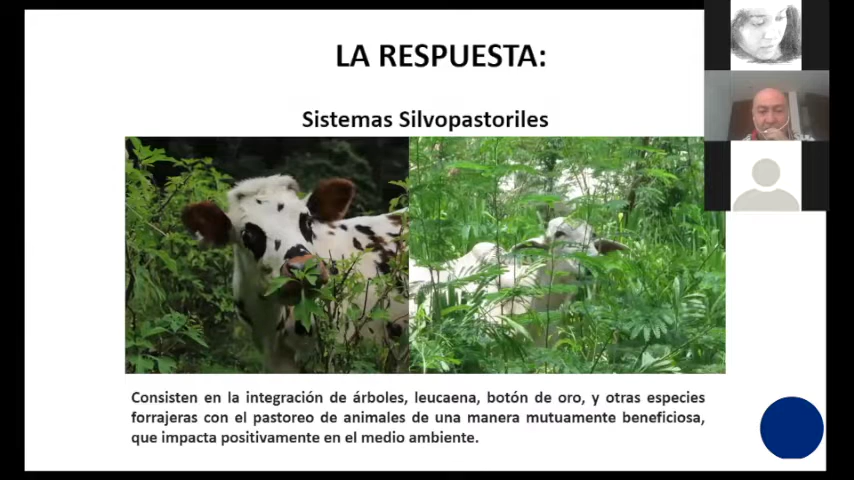 LA RESPUESTA:
Sistemas Silvopastoriles
Consisten en la integración de árboles, leucaena, botón de oro, y otras especies
forrajeras con el pastoreo de animales de una manera mutuamente beneficiosa,
que impacta positivamente en el medio ambiente.